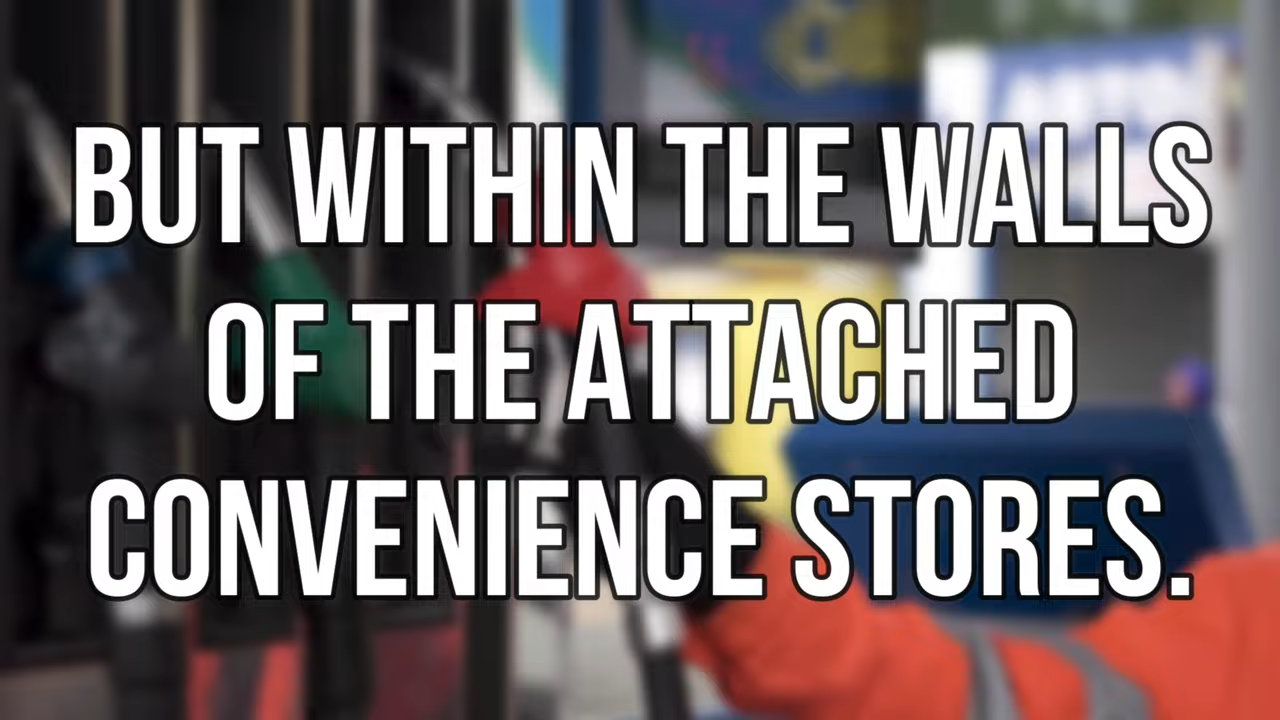 BUT WITHIN THE WALLS
OF THE ATTACHED
CONVENIENCE STORES.